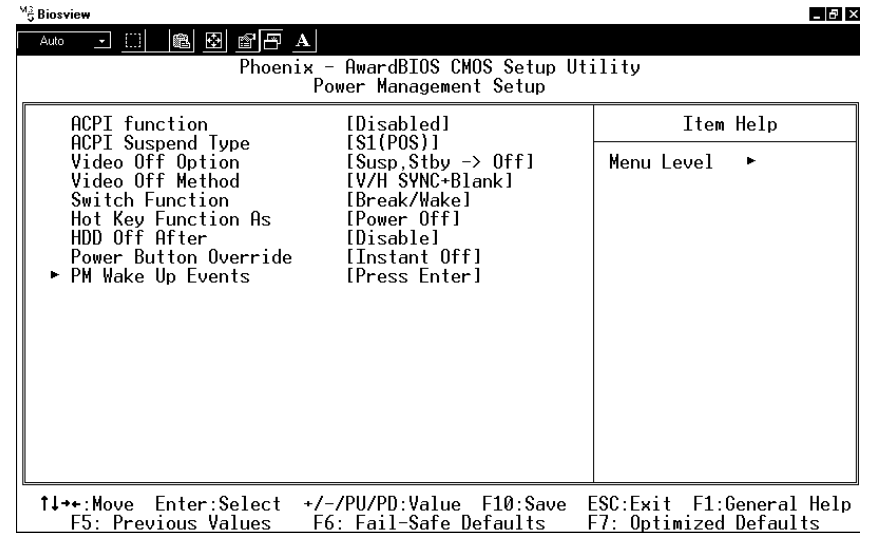 Biosview
Auto
A
Phoenix - AwardBIOS CMOS Setup Utility
Power Management Setup
ACPI function [Disabled]
ACPI Suspend Type [S1(POS)]
Video Off Option [Susp,Stby -> Off]
Video Off Method [V/H SYNC+Blank]
Switch Function [Break/Wake]
Hot Key Function As [Power Off]
HDD Off After [Disable]
Power Button Override [Instant Off]
► PM Wake Up Events [Press Enter]
Item Help
Menu Level ►
↑↓→←:Move Enter:Select +/-/PU/PD:Value F10:Save ESC:Exit F1:General Help
F5: Previous Values F6: Fail-Safe Defaults F7: Optimized Defaults